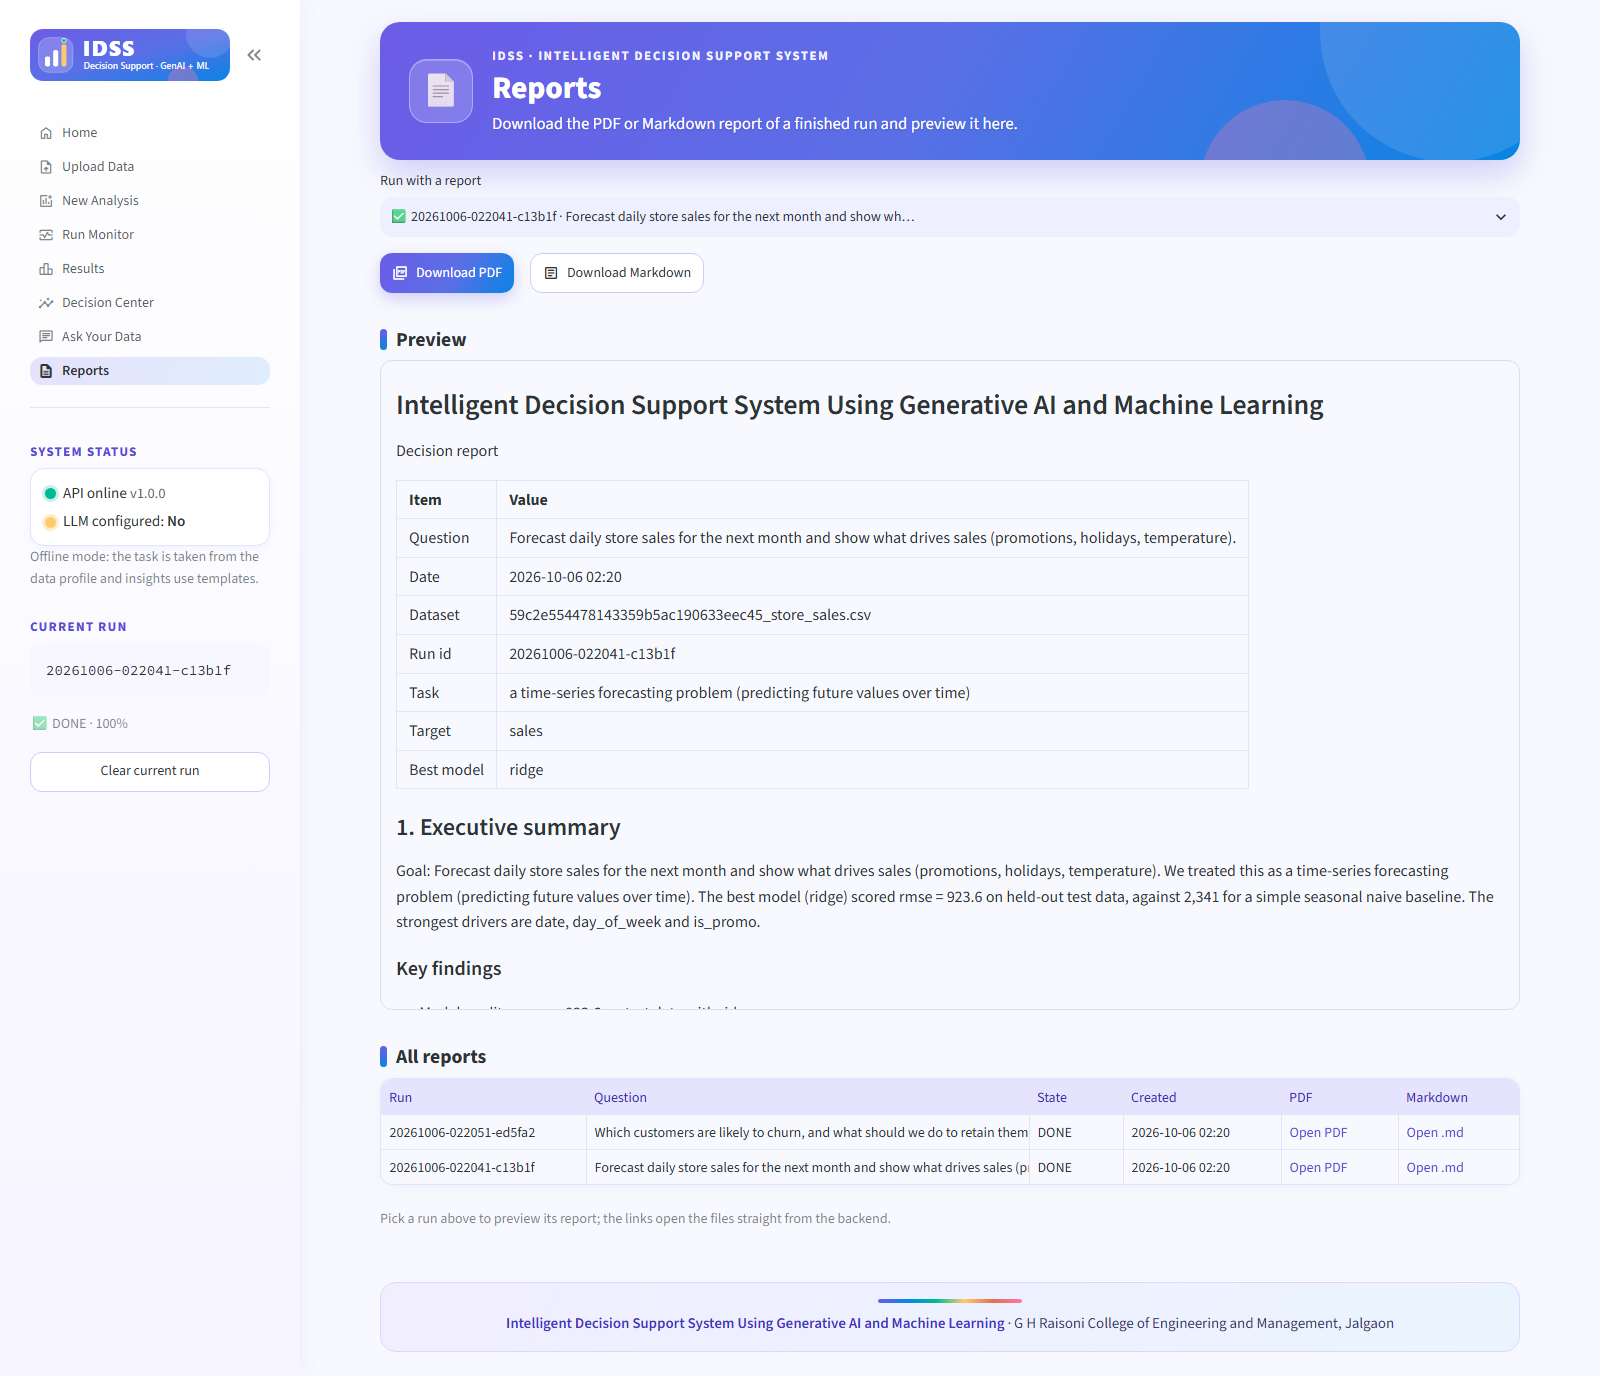 IDSS
Decision Support · GenAI + ML
Home
Upload Data
New Analysis
Run Monitor
Results
Decision Center
Ask Your Data
Reports
SYSTEM STATUS
API online v1.0.0
LLM configured: No
Offline mode: the task is taken from the
data profile and insights use templates.
CURRENT RUN
20261006-022041-c13b1f
DONE · 100%
Clear current run
IDSS · INTELLIGENT DECISION SUPPORT SYSTEM
Reports
Download the PDF or Markdown report of a finished run and preview it here.
Run with a report
20261006-022041-c13b1f · Forecast daily store sales for the next month and show wh…
Download PDF
Download Markdown
Preview
Intelligent Decision Support System Using Generative AI and Machine Learning
Decision report
Item Value
Question Forecast daily store sales for the next month and show what drives sales (promotions, holidays, temperature).
Date 2026-10-06 02:20
Dataset 59c2e554478143359b5ac190633eec45_store_sales.csv
Run id 20261006-022041-c13b1f
Task a time-series forecasting problem (predicting future values over time)
Target sales
Best model ridge
1. Executive summary
Goal: Forecast daily store sales for the next month and show what drives sales (promotions, holidays, temperature). We treated this as a time-series forecasting
problem (predicting future values over time). The best model (ridge) scored rmse = 923.6 on held-out test data, against 2,341 for a simple seasonal naive baseline. The
strongest drivers are date, day_of_week and is_promo.
Key findings
All reports
Run Question State Created PDF Markdown
20261006-022051-ed5fa2 Which customers are likely to churn, and what should we do to retain them DONE 2026-10-06 02:20 Open PDF Open .md
20261006-022041-c13b1f Forecast daily store sales for the next month and show what drives sales (p DONE 2026-10-06 02:20 Open PDF Open .md
Pick a run above to preview its report; the links open the files straight from the backend.
Intelligent Decision Support System Using Generative AI and Machine Learning · G H Raisoni College of Engineering and Management, Jalgaon